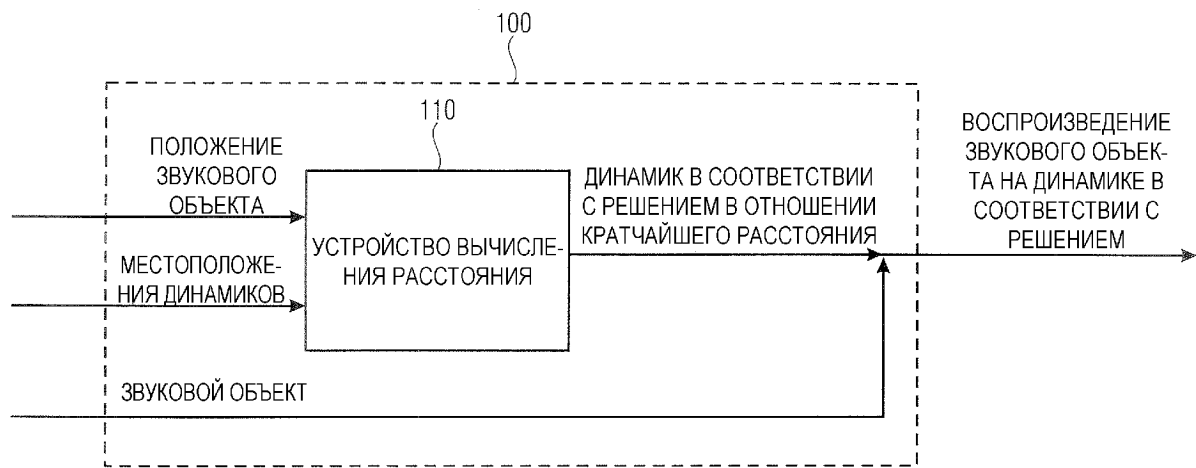 100
110
ПОЛОЖЕНИЕ
ЗВУКОВОГО
ОБЪЕКТА
МЕСТОПОЛОЖЕ-
НИЯ ДИНАМИКОВ
ЗВУКОВОЙ ОБЪЕКТ
УСТРОЙСТВО ВЫЧИСЛЕ-
НИЯ РАССТОЯНИЯ
ДИНАМИК В СООТВЕТСТВИИ
С РЕШЕНИЕМ В ОТНОШЕНИИ
КРАТЧАЙШЕГО РАССТОЯНИЯ
ВОСПРОИЗВЕДЕНИЕ
ЗВУКОВОГО ОБЪЕК-
ТА НА ДИНАМИКЕ В
СООТВЕТСТВИИ С
РЕШЕНИЕМ